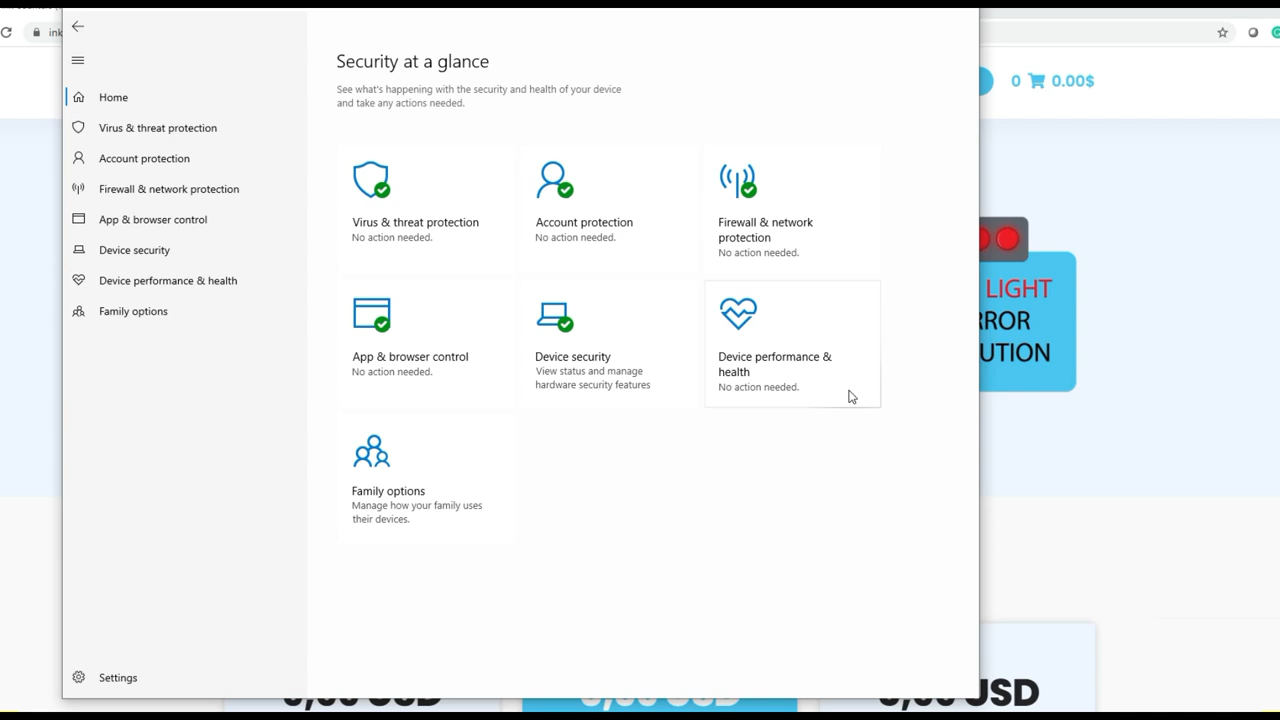 ink
Home
Virus & threat protection
Account protection
Firewall & network protection
App & browser control
Device security
Device performance & health
Family options
Settings
Security at a glance
See what's happening with the security and health of your device
and take any actions needed.
Virus & threat protection
No action needed.
Account protection
No action needed.
Firewall & network
protection
No action needed.
App & browser control
No action needed.
Device security
View status and manage
hardware security features
Device performance &
health
No action needed.
Family options
Manage how your family uses
their devices.
0 0.00$
LIGHT
RROR
UTION
USD
USD
USD